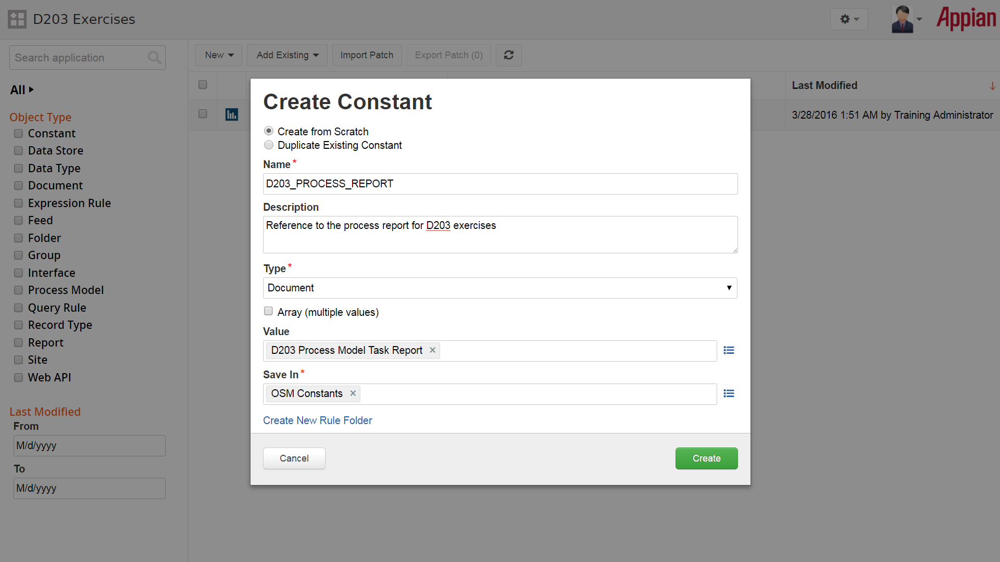 D203 Exercises
Appian
Search application
New
Add Existing
Import Patch
Export Patch (0)
All
Object Type
Constant
Data Store
Data Type
Document
Expression Rule
Feed
Folder
Group
Interface
Process Model
Query Rule
Record Type
Report
Site
Web API
Last Modified
From
M/d/yyyy
To
M/d/yyyy
Last Modified
3/28/2016 1:51 AM by Training Administrator
Create Constant
Create from Scratch
Duplicate Existing Constant
Name *
D203_PROCESS_REPORT
Description
Reference to the process report for D203 exercises
Type *
Document
Array (multiple values)
Value
D203 Process Model Task Report ×
Save In *
OSM Constants ×
Create New Rule Folder
Cancel
Create